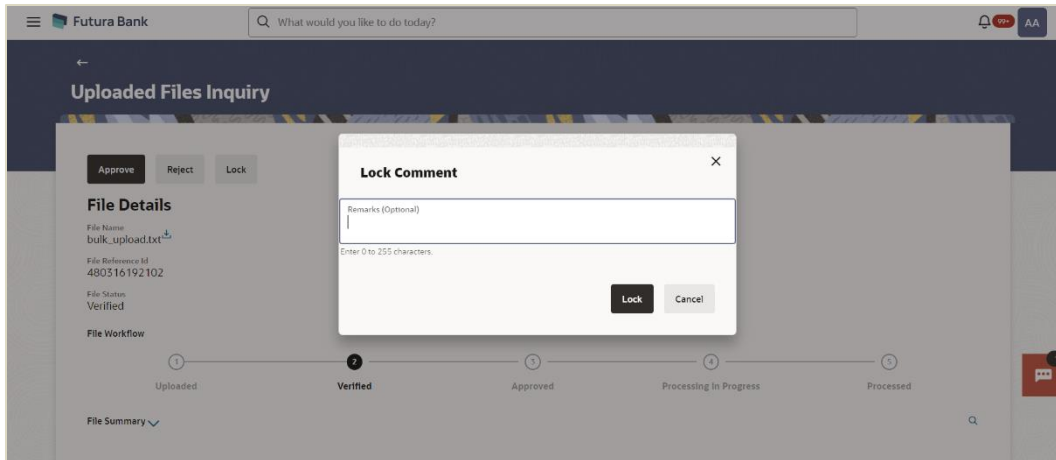 Futura Bank
What would you like to do today?
99+
AA
Uploaded Files Inquiry
Approve Reject Lock
Lock Comment
Remarks (Optional)
Enter 0 to 255 characters.
Lock Cancel
File Details
File Name
bulk_upload.txt
File Reference Id
480316192102
File Status
Verified
File Workflow
1 2 3 4 5
Uploaded Verified Approved Processing In Progress Processed
File Summary